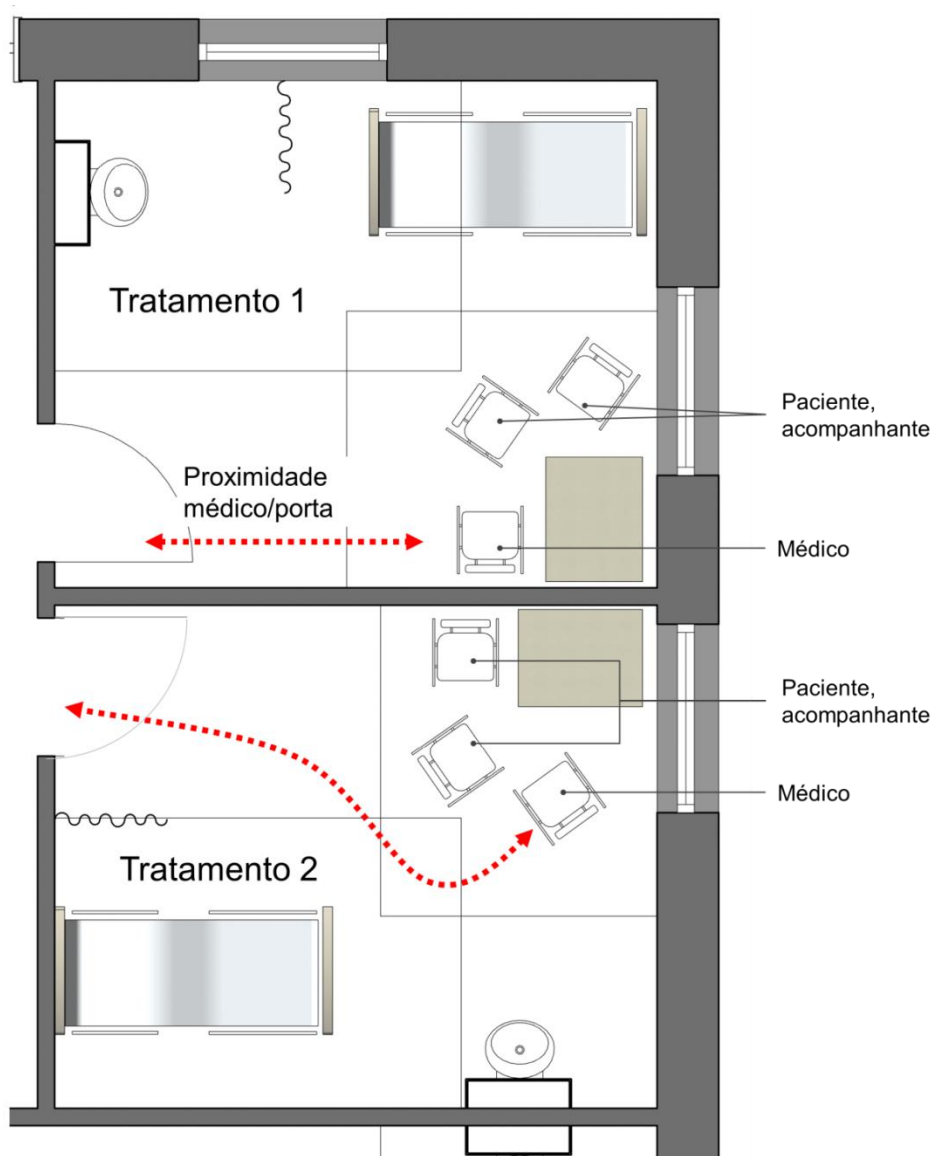 Tratamento 1
Paciente,
acompanhante
Proximidade
médico/porta
Médico
Paciente,
acompanhante
Médico
Tratamento 2